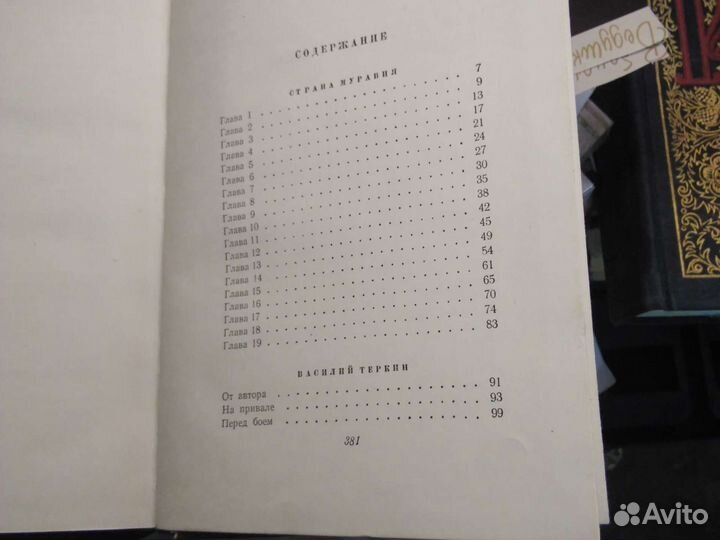 СОДЕРЖАНИЕ
СТРАНА МУРАВИЯ
Глава 1 . . . . . . . . . . . . . . . . 7
Глава 2 . . . . . . . . . . . . . . . . 9
Глава 3 . . . . . . . . . . . . . . . . 13
Глава 4 . . . . . . . . . . . . . . . . 17
Глава 5 . . . . . . . . . . . . . . . . 21
Глава 6 . . . . . . . . . . . . . . . . 24
Глава 7 . . . . . . . . . . . . . . . . 27
Глава 8 . . . . . . . . . . . . . . . . 30
Глава 9 . . . . . . . . . . . . . . . . 35
Глава 10 . . . . . . . . . . . . . . . . 38
Глава 11 . . . . . . . . . . . . . . . . 42
Глава 12 . . . . . . . . . . . . . . . . 45
Глава 13 . . . . . . . . . . . . . . . . 49
Глава 14 . . . . . . . . . . . . . . . . 54
Глава 15 . . . . . . . . . . . . . . . . 61
Глава 16 . . . . . . . . . . . . . . . . 65
Глава 17 . . . . . . . . . . . . . . . . 70
Глава 18 . . . . . . . . . . . . . . . . 74
Глава 19 . . . . . . . . . . . . . . . . 83
ВАСИЛИЙ ТЕРКИН
От автора . . . . . . . . . . . . . . . 91
На привале . . . . . . . . . . . . . . 93
Перед боем . . . . . . . . . . . . . . 99
381
Дедушк
Avito